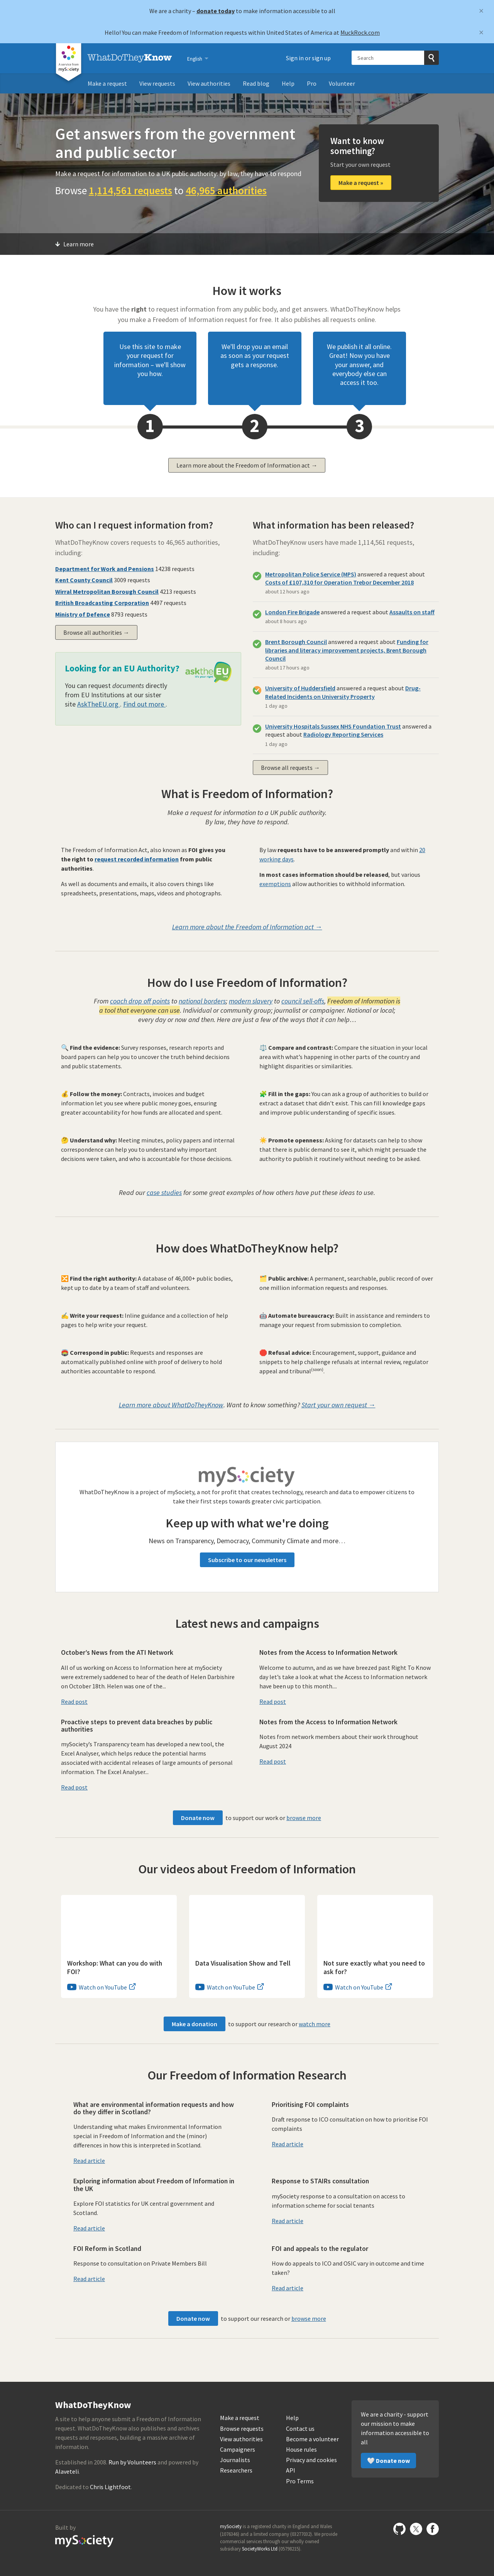 We are a charity – donate today to make information accessible to all
×
Hello! You can make Freedom of Information requests within United States of America at MuckRock.com
×
A service from mySociety
WhatDoTheyKnow
English
Sign in or sign up
Search
Make a request
View requests
View authorities
Read blog
Help
Pro
Volunteer
Get answers from the government
and public sector
Make a request for information to a UK public authority: by law, they have to respond
Browse 1,114,561 requests to 46,965 authorities
Want to know
something?
Start your own request
Make a request »
Learn more
How it works
You have the right to request information from any public body, and get answers. WhatDoTheyKnow helps
you make a Freedom of Information request for free. It also publishes all requests online.
Use this site to make
your request for
information – we'll show
you how.
We'll drop you an email
as soon as your request
gets a response.
We publish it all online.
Great! Now you have
your answer, and
everybody else can
access it too.
1
2
3
Learn more about the Freedom of Information act →
Who can I request information from?
WhatDoTheyKnow covers requests to 46,965 authorities,
including:
Department for Work and Pensions 14238 requests
Kent County Council 3009 requests
Wirral Metropolitan Borough Council 4213 requests
British Broadcasting Corporation 4497 requests
Ministry of Defence 8793 requests
Browse all authorities →
Looking for an EU Authority?
askthe EU
You can request documents directly
from EU Institutions at our sister
site AskTheEU.org . Find out more .
What information has been released?
WhatDoTheyKnow users have made 1,114,561 requests,
including:
Metropolitan Police Service (MPS) answered a request about
Costs of £107,310 for Operation Trebor December 2018
about 12 hours ago
London Fire Brigade answered a request about Assaults on staff
about 8 hours ago
Brent Borough Council answered a request about Funding for
libraries and literacy improvement projects, Brent Borough
Council
about 17 hours ago
University of Huddersfield answered a request about Drug-
Related Incidents on University Property
1 day ago
University Hospitals Sussex NHS Foundation Trust answered a
request about Radiology Reporting Services
1 day ago
Browse all requests →
What is Freedom of Information?
Make a request for information to a UK public authority.
By law, they have to respond.
The Freedom of Information Act, also known as FOI gives you
the right to request recorded information from public
authorities.
As well as documents and emails, it also covers things like
spreadsheets, presentations, maps, videos and photographs.
By law requests have to be answered promptly and within 20
working days.
In most cases information should be released, but various
exemptions allow authorities to withhold information.
Learn more about the Freedom of Information act →
How do I use Freedom of Information?
From coach drop off points to national borders; modern slavery to council sell-offs, Freedom of Information is
a tool that everyone can use. Individual or community group; journalist or campaigner. National or local;
every day or now and then. Here are just a few of the ways that it can help…
🔍 Find the evidence: Survey responses, research reports and
board papers can help you to uncover the truth behind decisions
and public statements.
⚖️ Compare and contrast: Compare the situation in your local
area with what's happening in other parts of the country and
highlight disparities or similarities.
💰 Follow the money: Contracts, invoices and budget
information let you see where public money goes, ensuring
greater accountability for how funds are allocated and spent.
🧩 Fill in the gaps: You can ask a group of authorities to build or
extract a dataset that didn't exist. This can fill knowledge gaps
and improve public understanding of specific issues.
🤔 Understand why: Meeting minutes, policy papers and internal
correspondence can help you to understand why important
decisions were taken, and who is accountable for those decisions.
☀️ Promote openness: Asking for datasets can help to show
that there is public demand to see it, which might persuade the
authority to publish it routinely without needing to be asked.
Read our case studies for some great examples of how others have put these ideas to use.
How does WhatDoTheyKnow help?
🔀 Find the right authority: A database of 46,000+ public bodies,
kept up to date by a team of staff and volunteers.
🗂️ Public archive: A permanent, searchable, public record of over
one million information requests and responses.
✍️ Write your request: Inline guidance and a collection of help
pages to help write your request.
🤖 Automate bureaucracy: Built in assistance and reminders to
manage your request from submission to completion.
Correspond in public: Requests and responses are
automatically published online with proof of delivery to hold
authorities accountable to record.
🛑 Refusal advice: Encouragement, support, guidance and
snippets to help challenge refusals at internal review, regulator
appeal and tribunal[soon!].
Learn more about WhatDoTheyKnow. Want to know something? Start your own request →
mySociety
WhatDoTheyKnow is a project of mySociety, a not for profit that creates technology, research and data to empower citizens to
take their first steps towards greater civic participation.
Keep up with what we're doing
News on Transparency, Democracy, Community Climate and more…
Subscribe to our newsletters
Latest news and campaigns
October's News from the ATI Network
All of us working on Access to Information here at mySociety
were extremely saddened to hear of the death of Helen Darbishire
on October 18th. Helen was one of the...
Read post
Notes from the Access to Information Network
Welcome to autumn, and as we have breezed past Right To Know
day let's take a look at what the Access to Information network
have been up to this month....
Read post
Proactive steps to prevent data breaches by public
authorities
mySociety's Transparency team has developed a new tool, the
Excel Analyser, which helps reduce the potential harms
associated with accidental releases of large amounts of personal
information. The Excel Analyser...
Read post
Notes from the Access to Information Network
Notes from network members about their work throughout
August 2024
Read post
Donate now to support our work or browse more
Our videos about Freedom of Information
Workshop: What can you do with
FOI?
Watch on YouTube
Data Visualisation Show and Tell
Watch on YouTube
Not sure exactly what you need to
ask for?
Watch on YouTube
Make a donation to support our research or watch more
Our Freedom of Information Research
What are environmental information requests and how
do they differ in Scotland?
Understanding what makes Environmental Information
special in Freedom of Information and the (minor)
differences in how this is interpreted in Scotland.
Read article
Prioritising FOI complaints
Draft response to ICO consultation on how to prioritise FOI
complaints
Read article
Exploring information about Freedom of Information in
the UK
Explore FOI statistics for UK central government and
Scotland.
Read article
Response to STAIRs consultation
mySociety response to a consultation on access to
information scheme for social tenants
Read article
FOI Reform in Scotland
Response to consultation on Private Members Bill
Read article
FOI and appeals to the regulator
How do appeals to ICO and OSIC vary in outcome and time
taken?
Read article
Donate now to support our research or browse more
WhatDoTheyKnow
A site to help anyone submit a Freedom of Information
request. WhatDoTheyKnow also publishes and archives
requests and responses, building a massive archive of
information.
Established in 2008. Run by Volunteers and powered by
Alaveteli.
Dedicated to Chris Lightfoot.
Make a request
Browse requests
View authorities
Campaigners
Journalists
Researchers
Help
Contact us
Become a volunteer
House rules
Privacy and cookies
API
Pro Terms
We are a charity - support
our mission to make
information accessible to
all
🤍 Donate now
Built by
mySociety
mySociety is a registered charity in England and Wales
(1076346) and a limited company (03277032). We provide
commercial services through our wholly owned
subsidiary SocietyWorks Ltd (05798215).